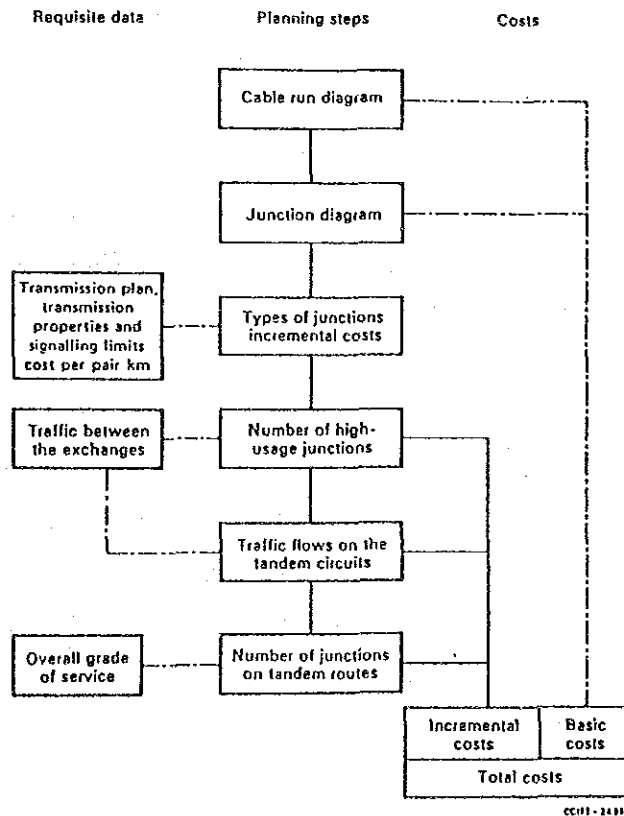 Requisite data
Planning steps
Costs
Cable run diagram
Junction diagram
Transmission plan,
transmission
properties and
signalling limits
cost per pair km
Types of junctions
incremental costs
Traffic between
the exchanges
Number of high-
usage junctions
Traffic flows on the
tandem circuits
Overall grade
of service
Number of junctions
on tandem routes
Incremental
costs
Basic
costs
Total costs